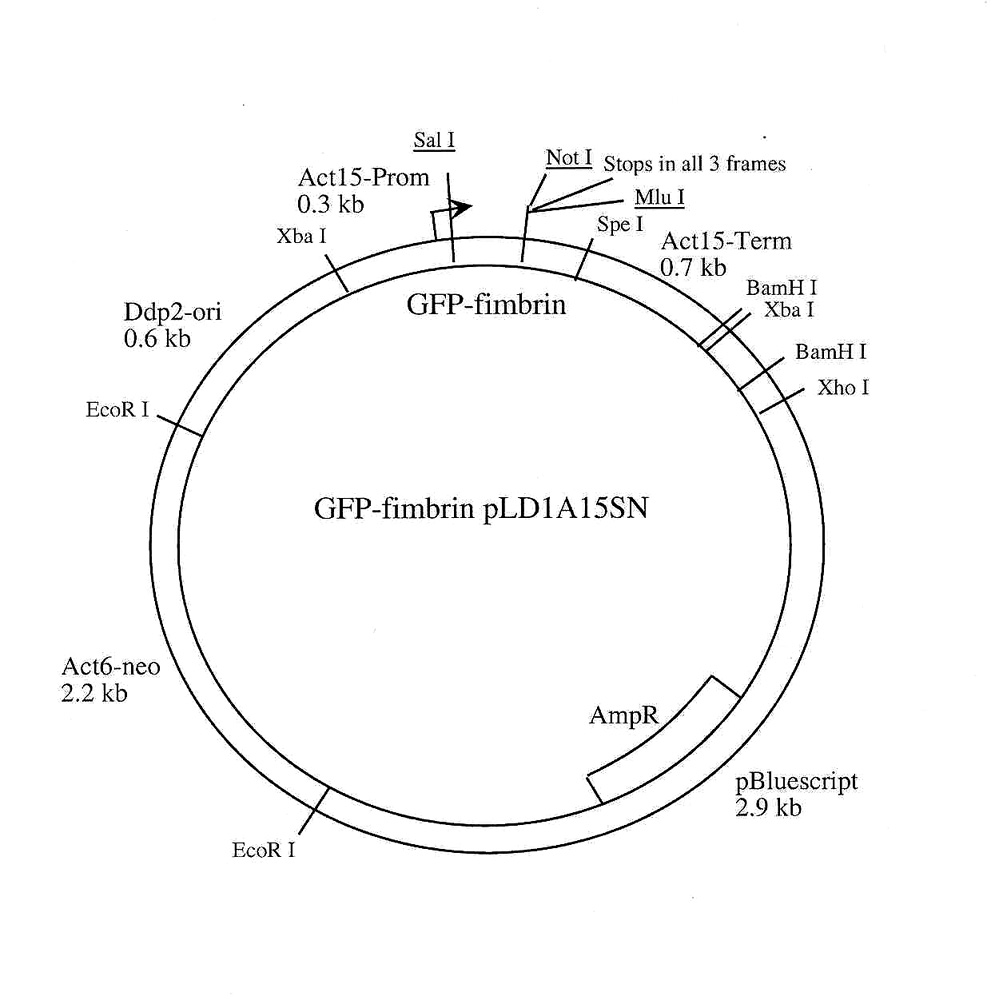 Sal I
Not I
Stops in all 3 frames
Mlu I
Act15-Prom
0.3 kb
Spe I
Xba I
Act15-Term
0.7 kb
BamH I
Xba I
GFP-fimbrin
Ddp2-ori
0.6 kb
BamH I
Xho I
EcoR I
GFP-fimbrin pLD1A15SN
Act6-neo
2.2 kb
AmpR
pBluescript
2.9 kb
EcoR I